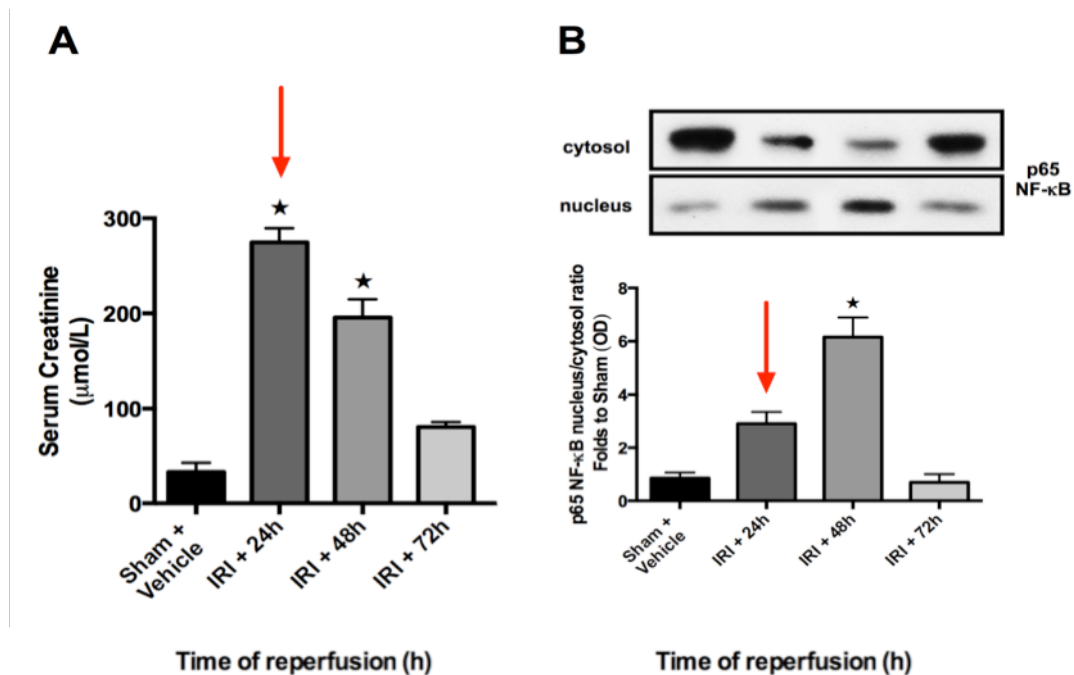 A
Serum Creatinine
(μmol/L)
300
200
100
0
★
★
Sham +
Vehicle
IRI + 24h
IRI + 48h
IRI + 72h
Time of reperfusion (h)
B
cytosol
nucleus
p65
NF-κB
p65 NF-κB nucleus/cytosol ratio
Folds to Sham (OD)
8
6
4
2
0
★
Sham +
Vehicle
IRI + 24h
IRI + 48h
IRI + 72h
Time of reperfusion (h)